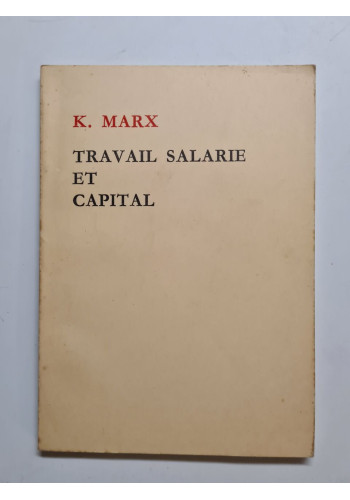 K. MARX
TRAVAIL SALARIE
ET
CAPITAL